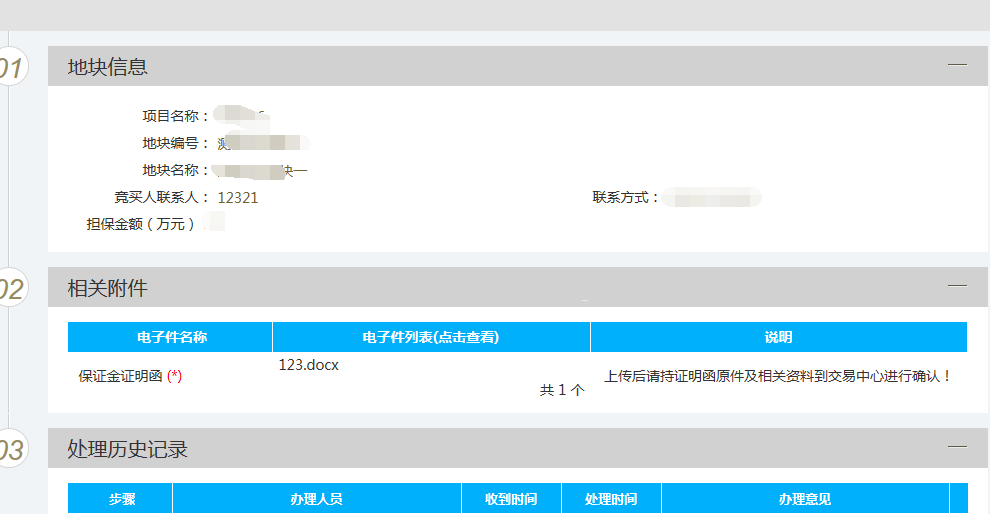 01
地块信息
项目名称：
地块编号：
地块名称： 块一
竞买人联系人： 12321 联系方式：
担保金额（万元）
02
相关附件
电子件名称 电子件列表(点击查看) 说明
保证金证明函 (*) 123.docx 共 1 个 上传后请持证明函原件及相关资料到交易中心进行确认！
03
处理历史记录
步骤 办理人员 收到时间 处理时间 办理意见